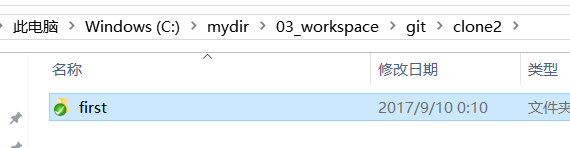 此电脑 > Windows (C:) > mydir > 03_workspace > git > clone2 >
名称 修改日期 类型
first 2017/9/10 0:10 文件夹